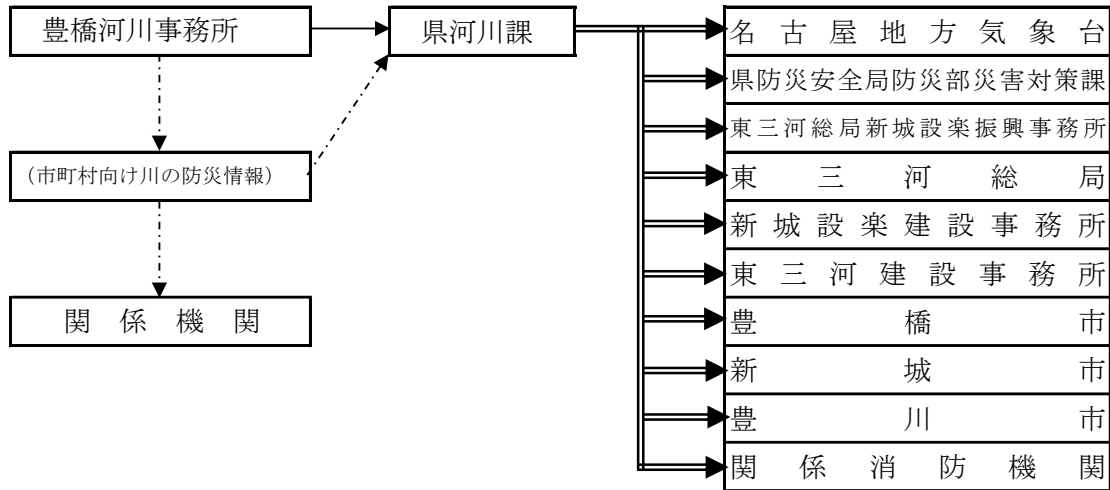 豊橋河川事務所
県河川課
(市町村向け川の防災情報)
関係機関
名古屋地方気象台
県防災安全局防災部災害対策課
東三河総局新城設楽振興事務所
東三河総局
新城設楽建設事務所
東三河建設事務所
豊橋市
新城市
豊川市
関係消防機関